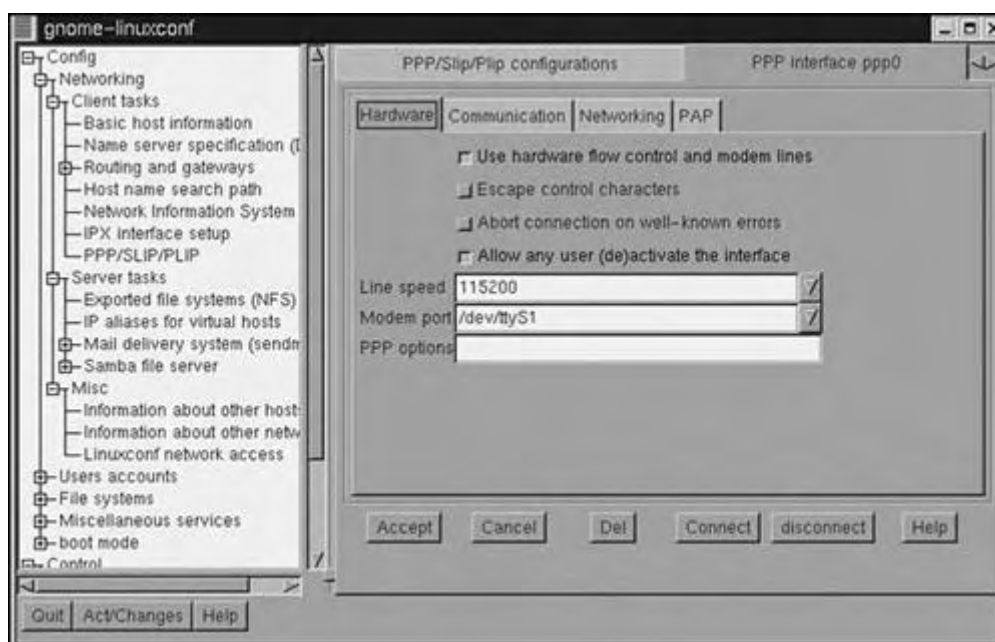 gnome-linuxconf
Config
Networking
Client tasks
Basic host information
Name server specification (
Routing and gateways
Host name search path
Network Information System
IPX interface setup
PPP/SLIP/PLIP
Server tasks
Exported file systems (NFS)
IP aliases for virtual hosts
Mail delivery system (sendm
Samba file server
Misc
Information about other host
Information about other netw
Linuxconf network access
Users accounts
File systems
Miscellaneous services
boot mode
Control
Quit Act/Changes Help
PPP/Slip/Plip configurations PPP interface ppp0
Hardware Communication Networking PAP
Use hardware flow control and modem lines
Escape control characters
Abort connection on well-known errors
Allow any user (de)activate the interface
Line speed 115200
Modem port /dev/ttyS1
PPP options
Accept Cancel Del Connect disconnect Help